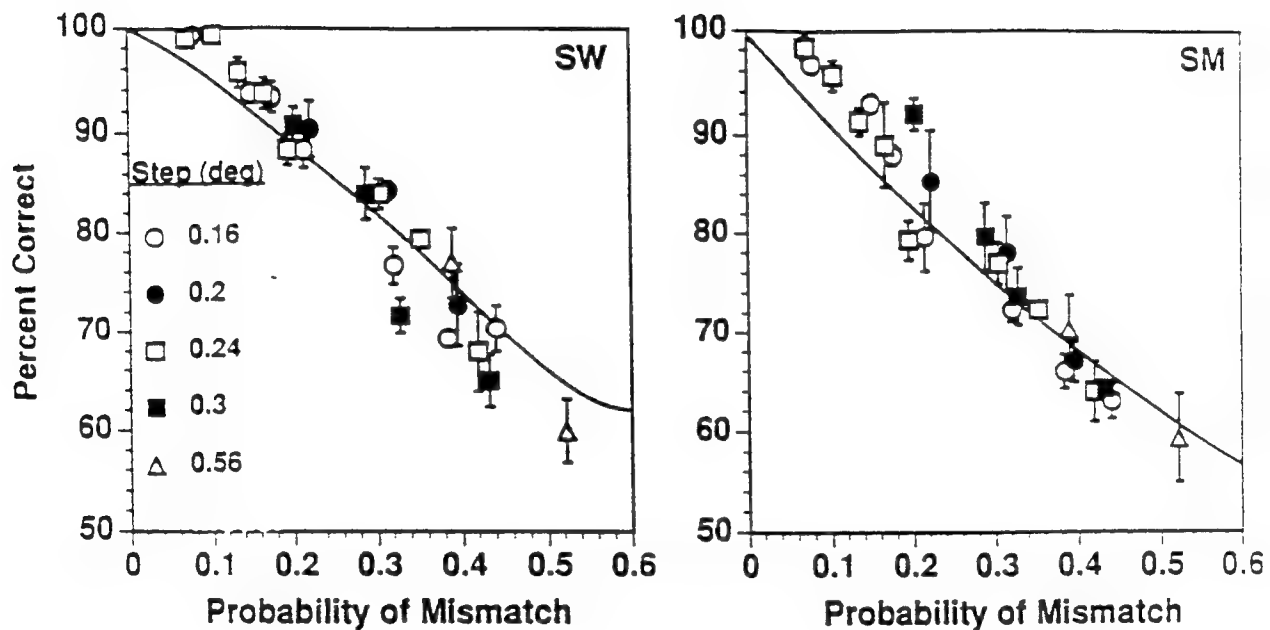 100
90
80
70
60
50
Percent Correct
SW
Step (deg)
0.16
0.2
0.24
0.3
0.56
0 0.1 0.2 0.3 0.4 0.5 0.6
Probability of Mismatch
100
90
80
70
60
50
SM
0 0.1 0.2 0.3 0.4 0.5 0.6
Probability of Mismatch